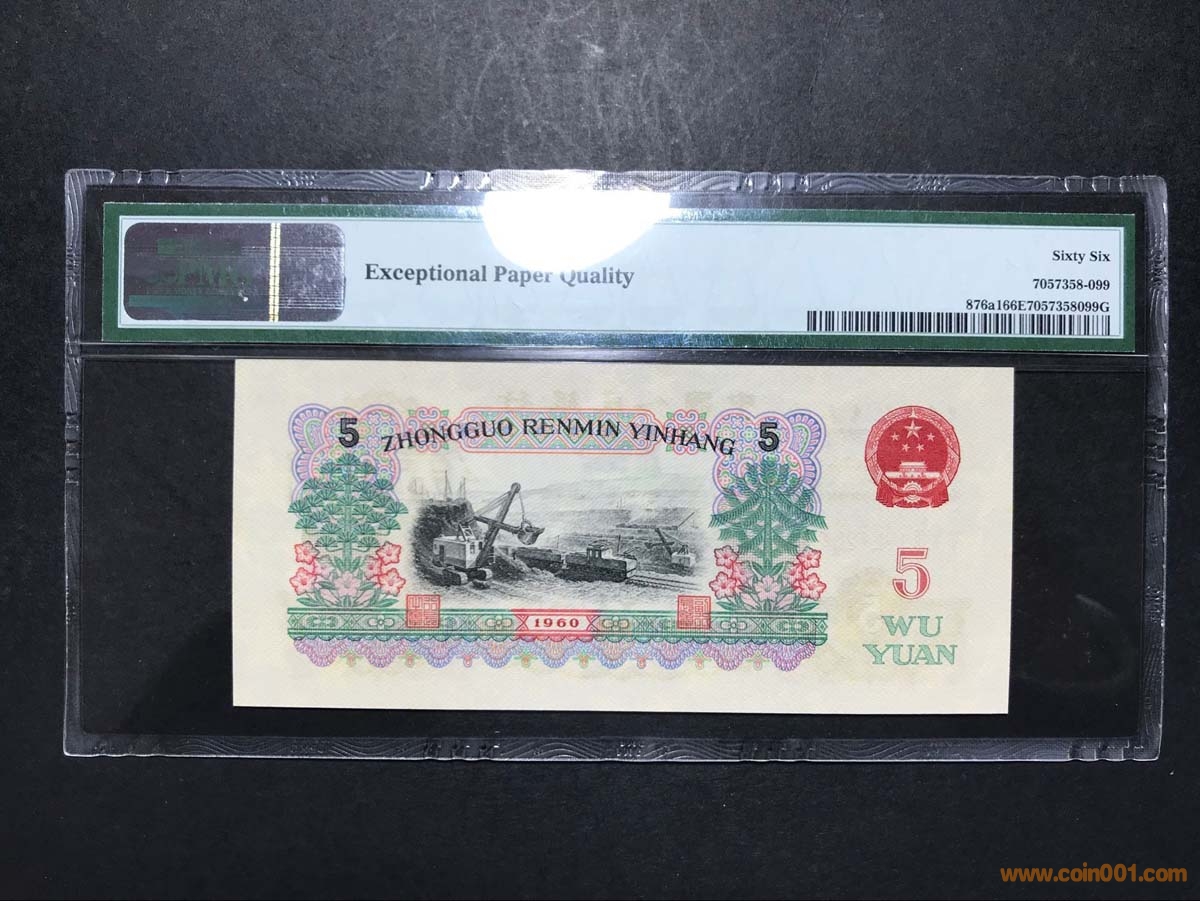 Exceptional Paper Quality
Sixty Six
7057358-099
876a166E7057358099G
5 ZHONGGUO RENMIN YINHANG 5
1960
5
WU
YUAN
www.coin001.com